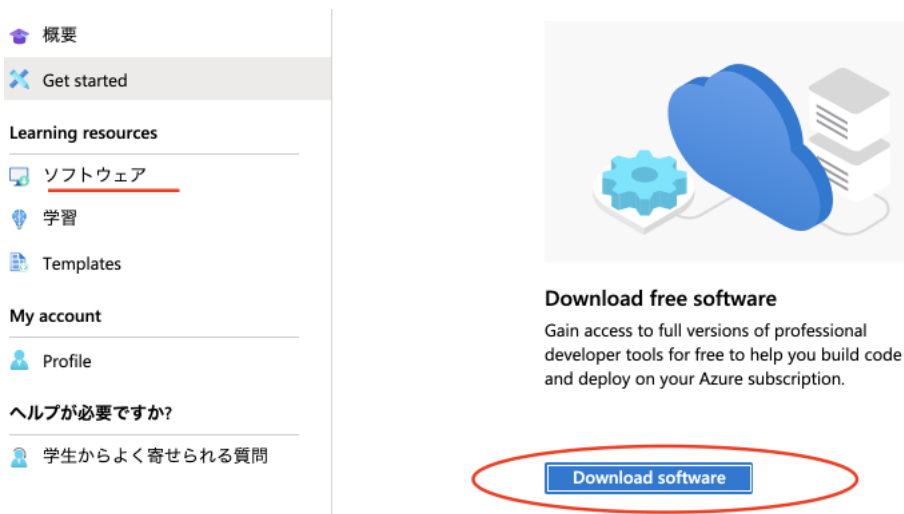 概要
Get started
Learning resources
ソフトウェア
学習
Templates
My account
Profile
ヘルプが必要ですか?
学生からよく寄せられる質問
Download free software
Gain access to full versions of professional
developer tools for free to help you build code
and deploy on your Azure subscription.
Download software